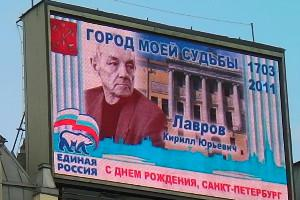 ГОРОД МОЕЙ СУДЬБЫ
1703
2011
Лавров
Кирилл Юрьевич
ЕДИНАЯ
РОССИЯ
С ДНЕМ РОЖДЕНИЯ, САНКТ-ПЕТЕРБУРГ